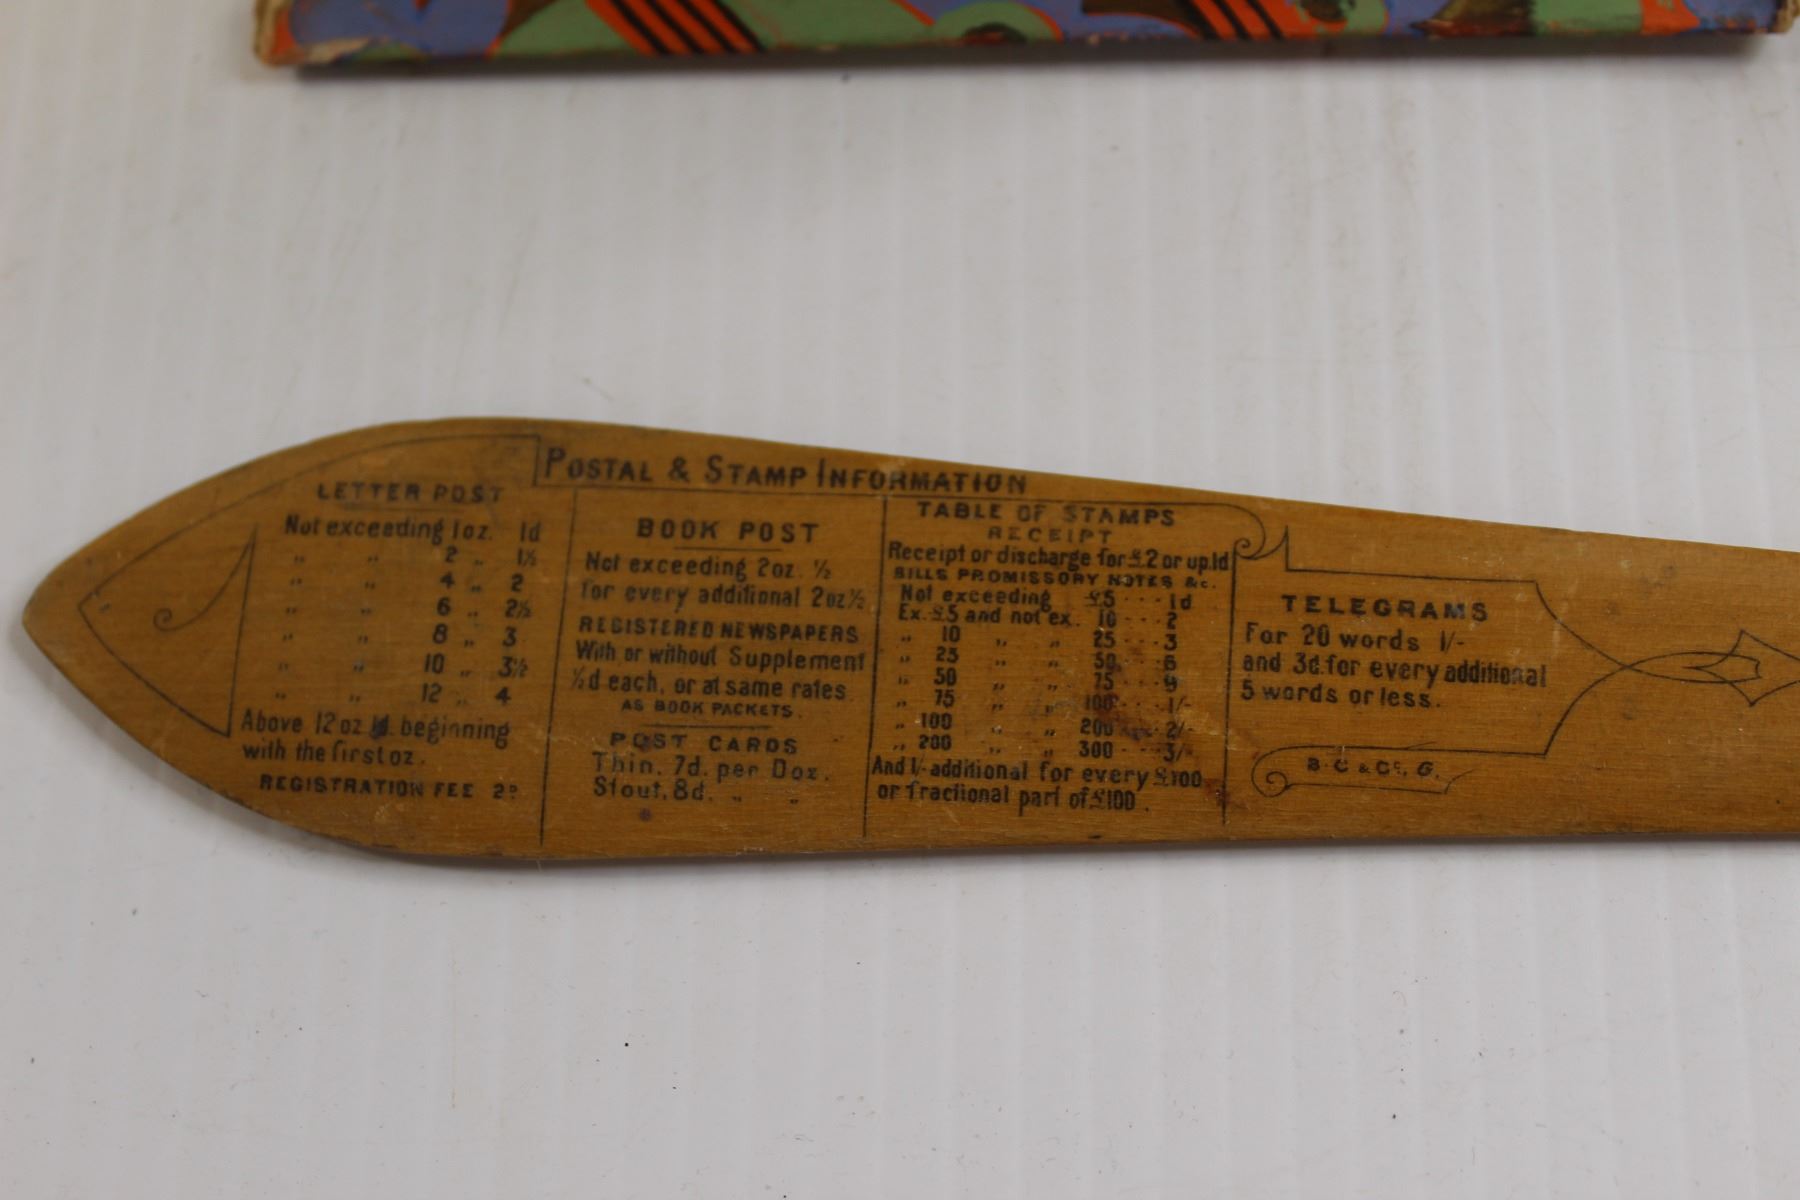 POSTAL & STAMP INFORMATION
LETTER POST
Not exceeding 1 oz. 1d
" " 2 " 1½
" " 4 " 2
" " 6 " 2½
" " 8 " 3
" " 10 " 3½
" " 12 " 4
Above 12 oz 1d. beginning
with the first oz.
REGISTRATION FEE 2D
BOOK POST
Not exceeding 2oz. ½
for every additional 2oz ½
REGISTERED NEWSPAPERS
With or without Supplement
½d each, or at same rates
AS BOOK PACKETS.
POST CARDS
Thin. 7d. per Doz.
Stout. 8d. " "
TABLE OF STAMPS
RECEIPT
Receipt or discharge for £2 or up. 1d
BILLS PROMISSORY NOTES &c.
Not exceeding £5 ··· 1d
Ex. £5 and not ex. 10 ··· 2
" 10 " " 25 ··· 3
" 25 " " 50 ··· 6
" 50 " " 75 ··· 9
" 75 " " 100 ··· 1/-
" 100 " " 200 ··· 2/-
" 200 " " 300 ··· 3/-
And 1/- additional for every £100
or fractional part of £100.
TELEGRAMS
For 20 words 1/-
and 3d. for every additional
5 words or less.
B. C & Co. G.